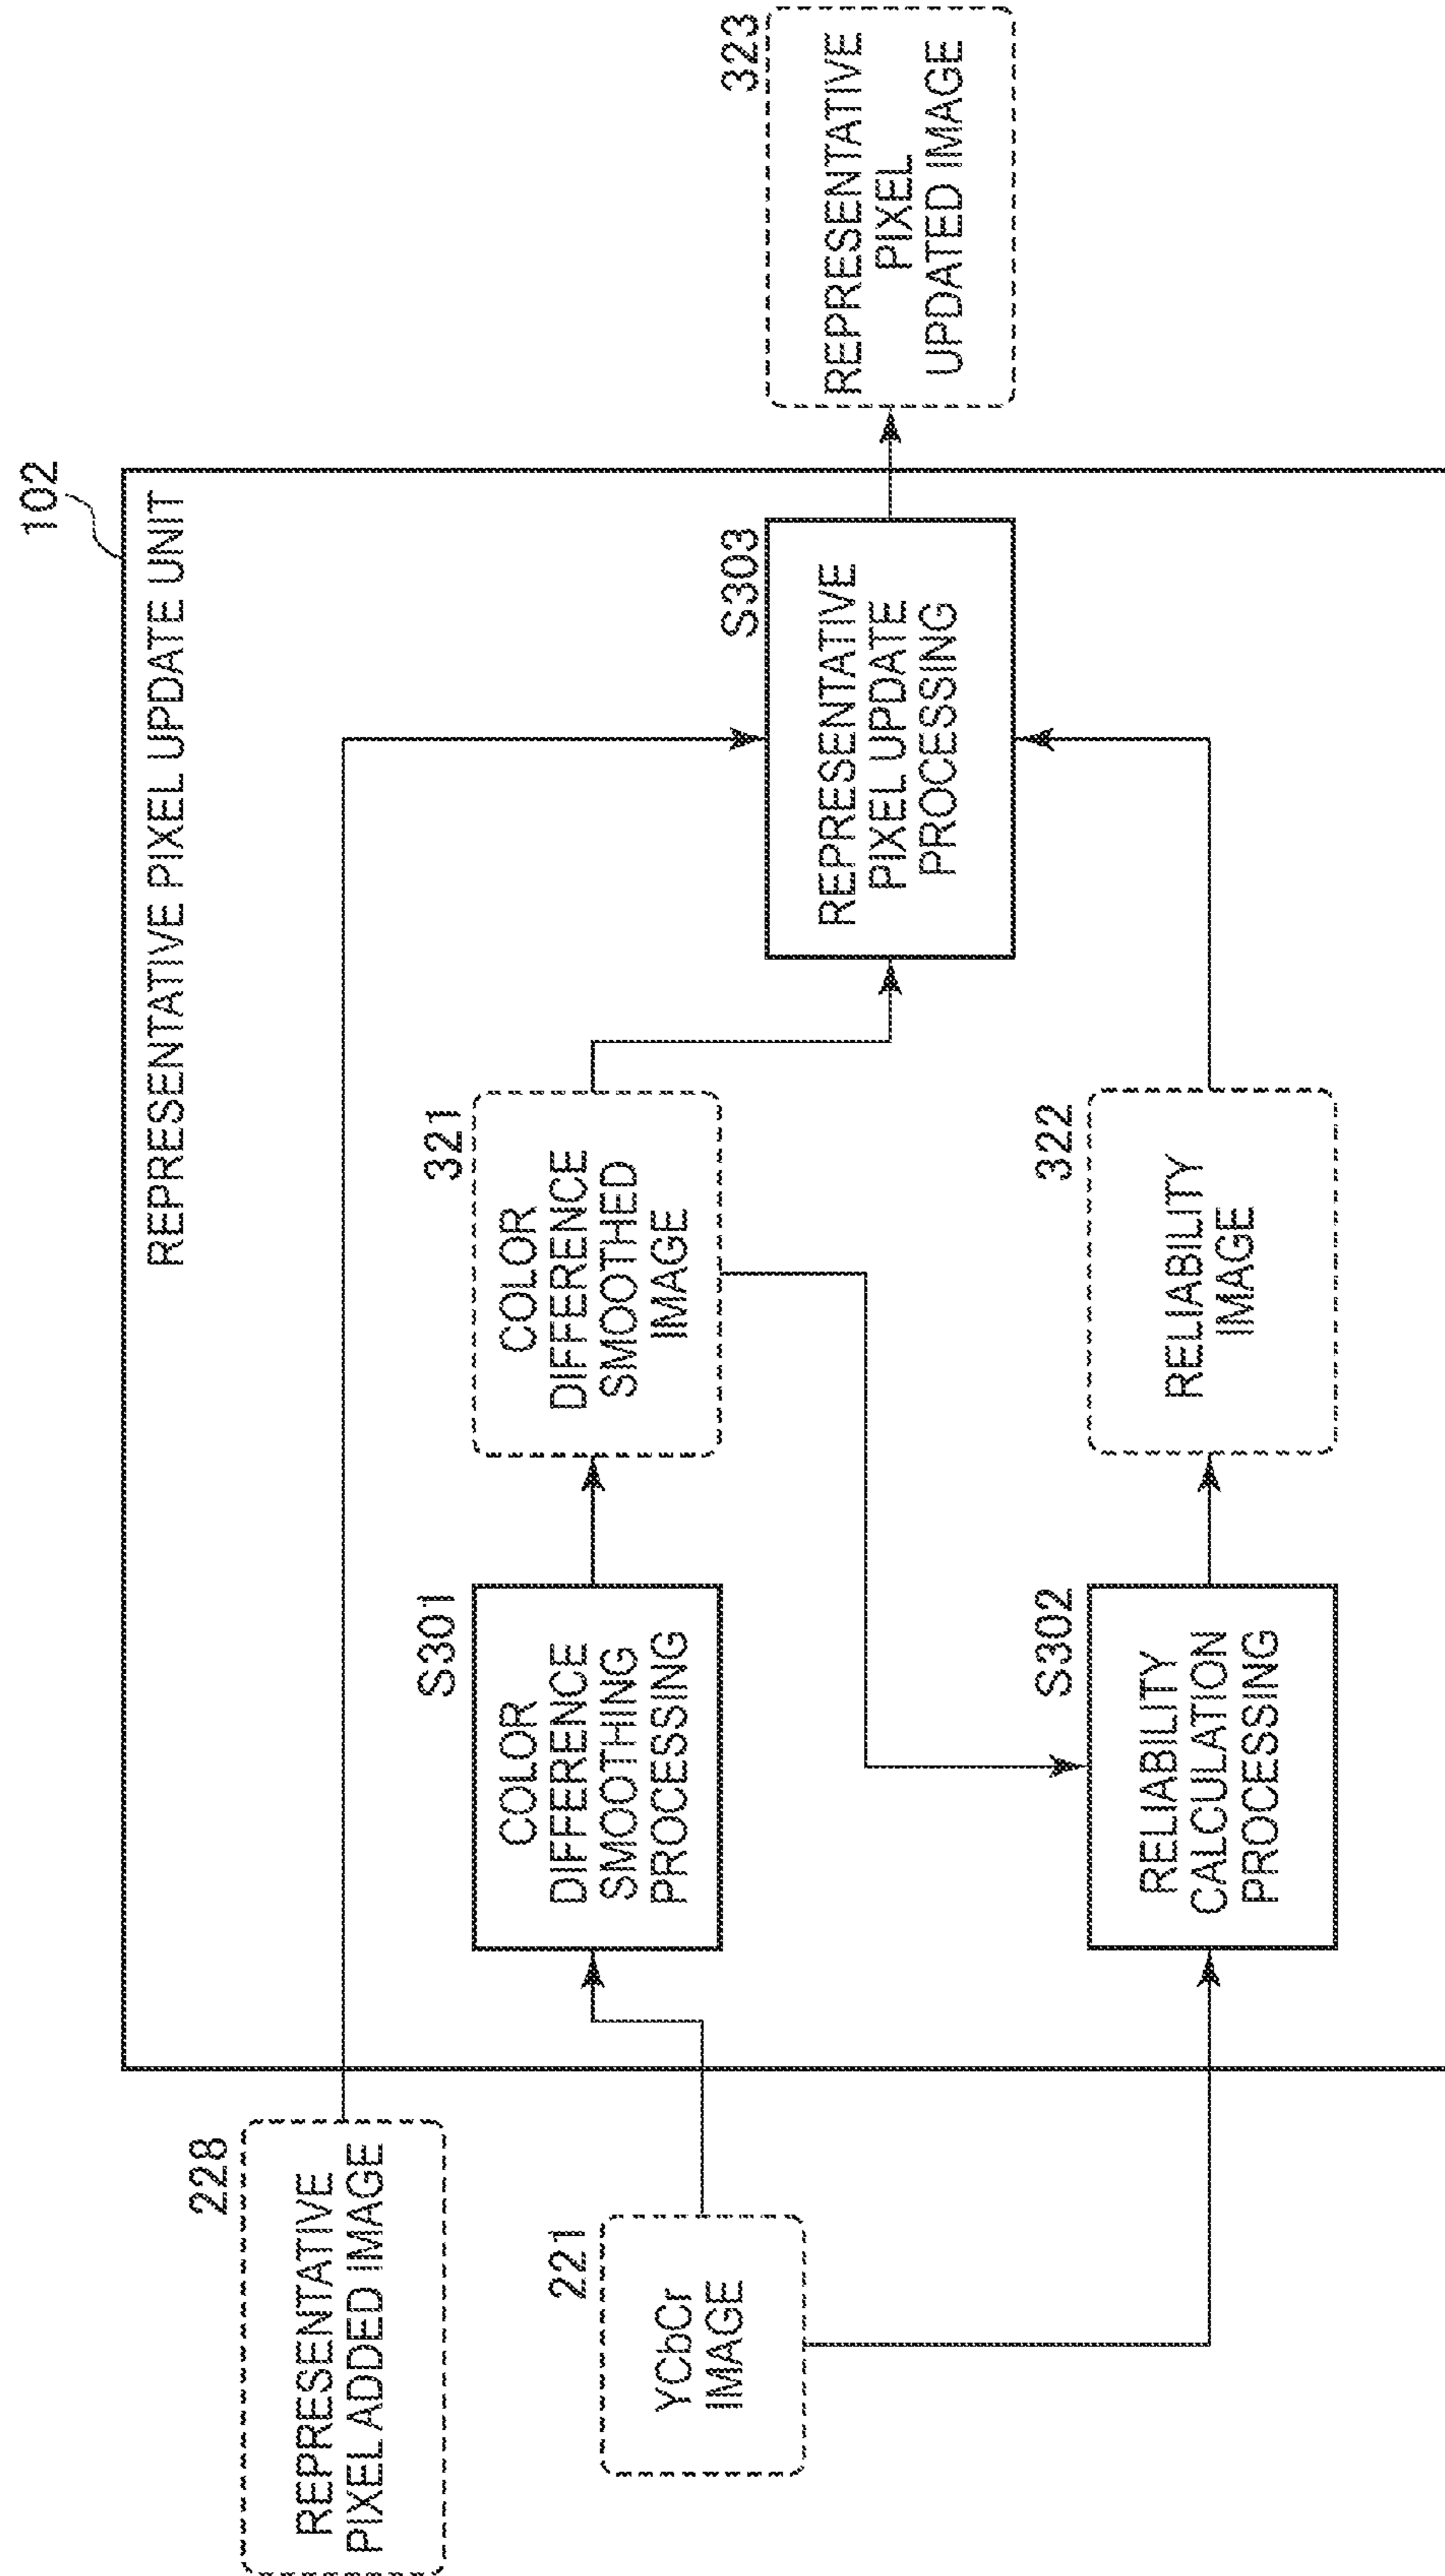 102
REPRESENTATIVE PIXEL UPDATE UNIT
228
REPRESENTATIVE
PIXEL ADDED IMAGE
221
YCbCr
IMAGE
S301
COLOR
DIFFERENCE
SMOOTHING
PROCESSING
321
COLOR
DIFFERENCE
SMOOTHED
IMAGE
S302
RELIABILITY
CALCULATION
PROCESSING
322
RELIABILITY
IMAGE
S303
REPRESENTATIVE
PIXEL UPDATE
PROCESSING
323
REPRESENTATIVE
PIXEL
UPDATED IMAGE